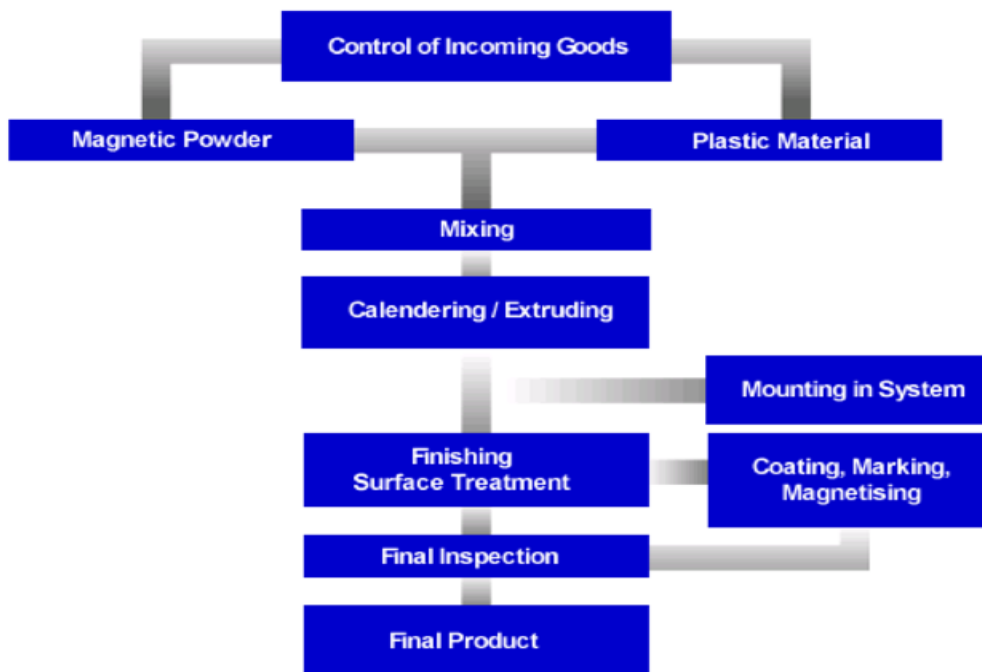 Control of Incoming Goods
Magnetic Powder
Plastic Material
Mixing
Calendering / Extruding
Mounting in System
Finishing
Surface Treatment
Coating, Marking,
Magnetising
Final Inspection
Final Product